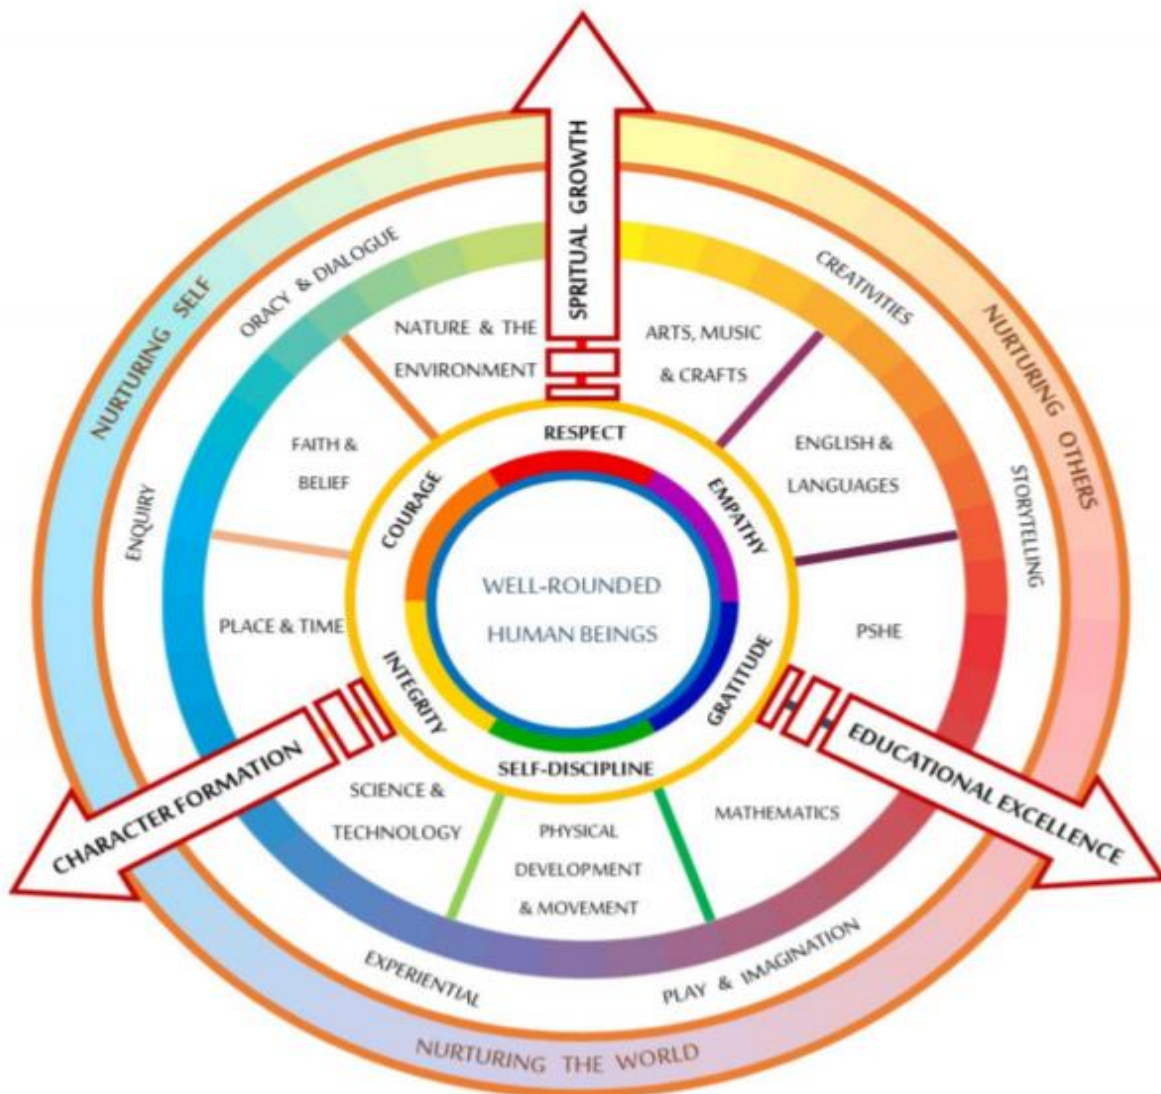 SPRITUAL GROWTH
NURTURING SELF
NURTURING OTHERS
ORACY & DIALOGUE
CREATIVITIES
NATURE & THE
ENVIRONMENT
ARTS, MUSIC
& CRAFTS
RESPECT
FAITH &
BELIEF
ENGLISH &
LANGUAGES
COURAGE
EMPATHY
ENQUIRY
STORYTELLING
WELL-ROUNDED
HUMAN BEINGS
PLACE & TIME
PSHE
INTEGRITY
GRATITUDE
SELF-DISCIPLINE
CHARACTER FORMATION
EDUCATIONAL EXCELLENCE
SCIENCE &
TECHNOLOGY
PHYSICAL
DEVELOPMENT
& MOVEMENT
MATHEMATICS
EXPERIENTIAL
PLAY & IMAGINATION
NURTURING THE WORLD